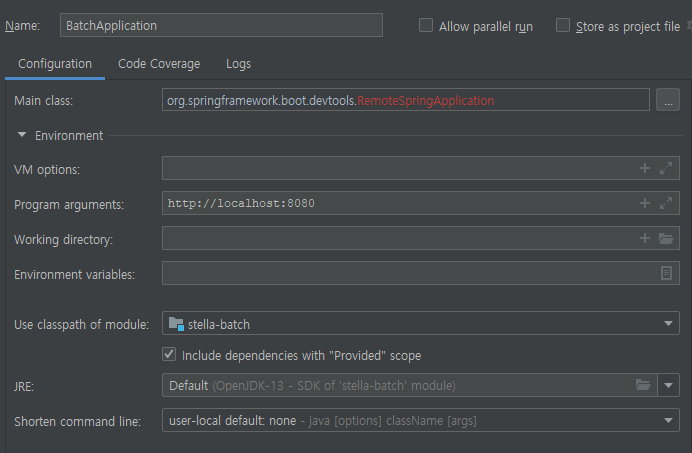 Name: BatchApplication Allow parallel run Store as project file
Configuration Code Coverage Logs
Main class: org.springframework.boot.devtools.RemoteSpringApplication ...
Environment
VM options:
Program arguments: http://localhost:8080
Working directory:
Environment variables:
Use classpath of module: stella-batch
Include dependencies with "Provided" scope
JRE: Default (OpenJDK-13 - SDK of 'stella-batch' module)
Shorten command line: user-local default: none - java [options] className [args]